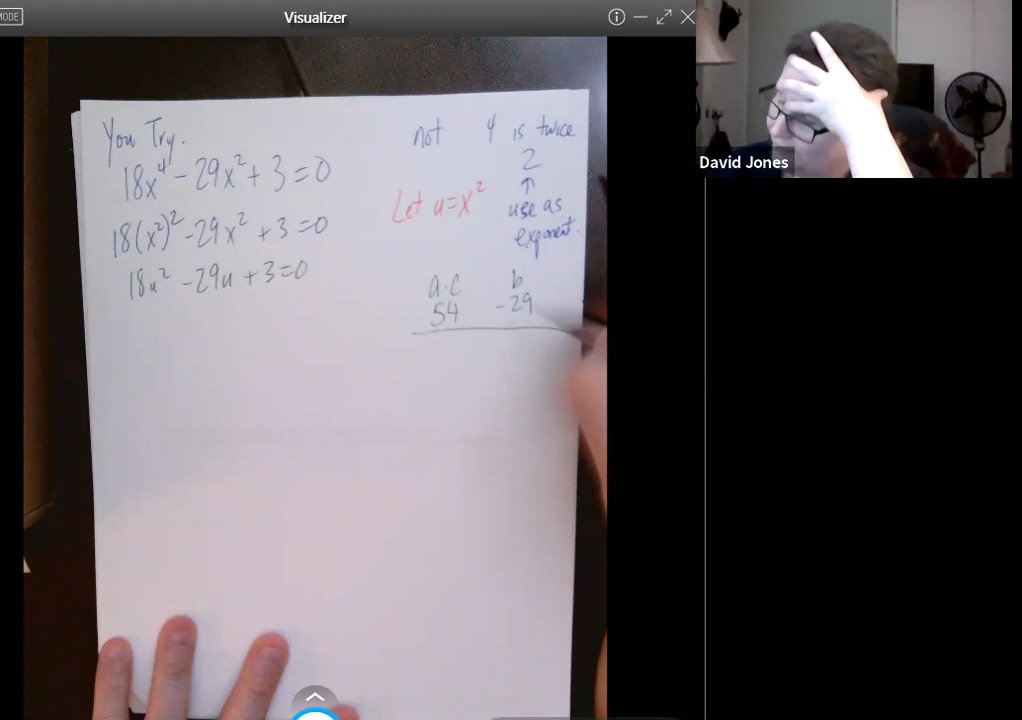 MODE
Visualizer
David Jones
You Try.
18x⁴ - 29x² + 3 = 0
18(x²)² - 29x² + 3 = 0
18u² - 29u + 3 = 0
not 4 is twice
2
↑
use as
exponent.
Let u = x²
a·c b
54 -29